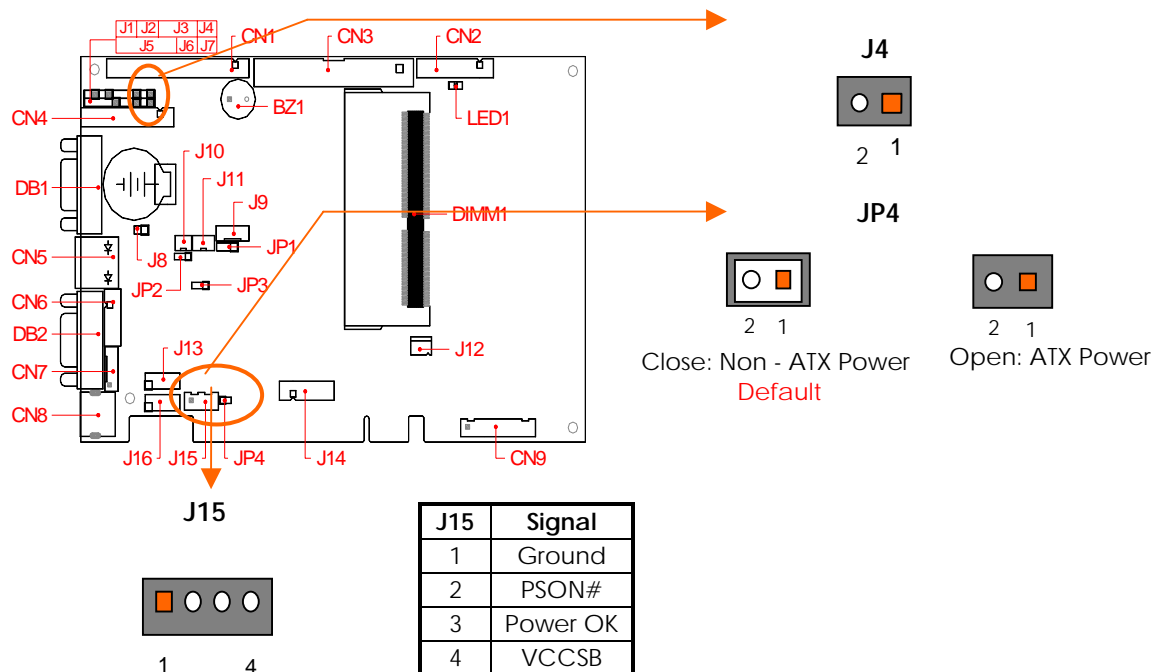 J1 J2 J3 J4
J5 J6 J7
CN1
CN3
CN2
J4
BZ1
LED1
CN4
2 1
J10
J11
DB1
J9
DIMM1
JP4
CN5
J8
JP1
JP2
JP3
CN6
DB2
2 1
2 1
J13
J12
Close: Non - ATX Power
Open: ATX Power
CN7
Default
CN8
J16
J15
JP4
J14
CN9
J15
J15 Signal
1 Ground
2 PSON#
3 Power OK
4 VCCSB
1 4